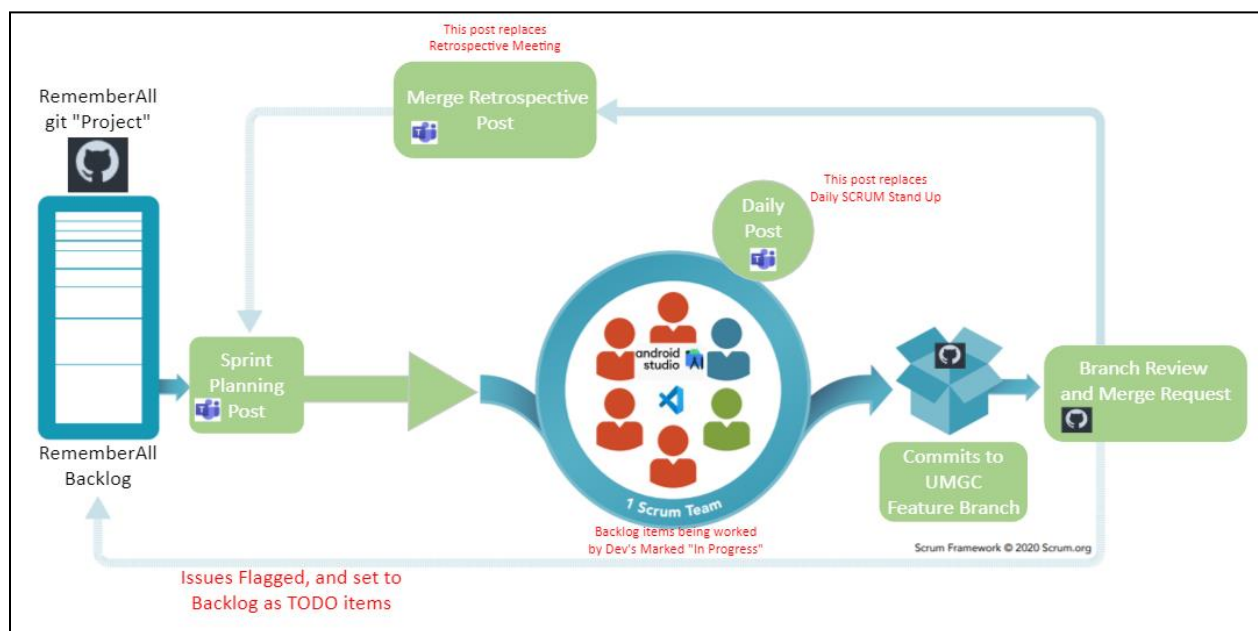 This post replaces
Retrospective Meeting
RememberAll
git "Project"
Merge Retrospective
Post
This post replaces
Daily SCRUM Stand Up
Daily
Post
android
studio
Sprint
Planning
Post
Branch Review
and Merge Request
RememberAll
Backlog
1 Scrum Team
Commits to
UMGC
Feature Branch
Backlog items being worked
by Dev's Marked "In Progress"
Scrum Framework © 2020 Scrum.org
Issues Flagged, and set to
Backlog as TODO items